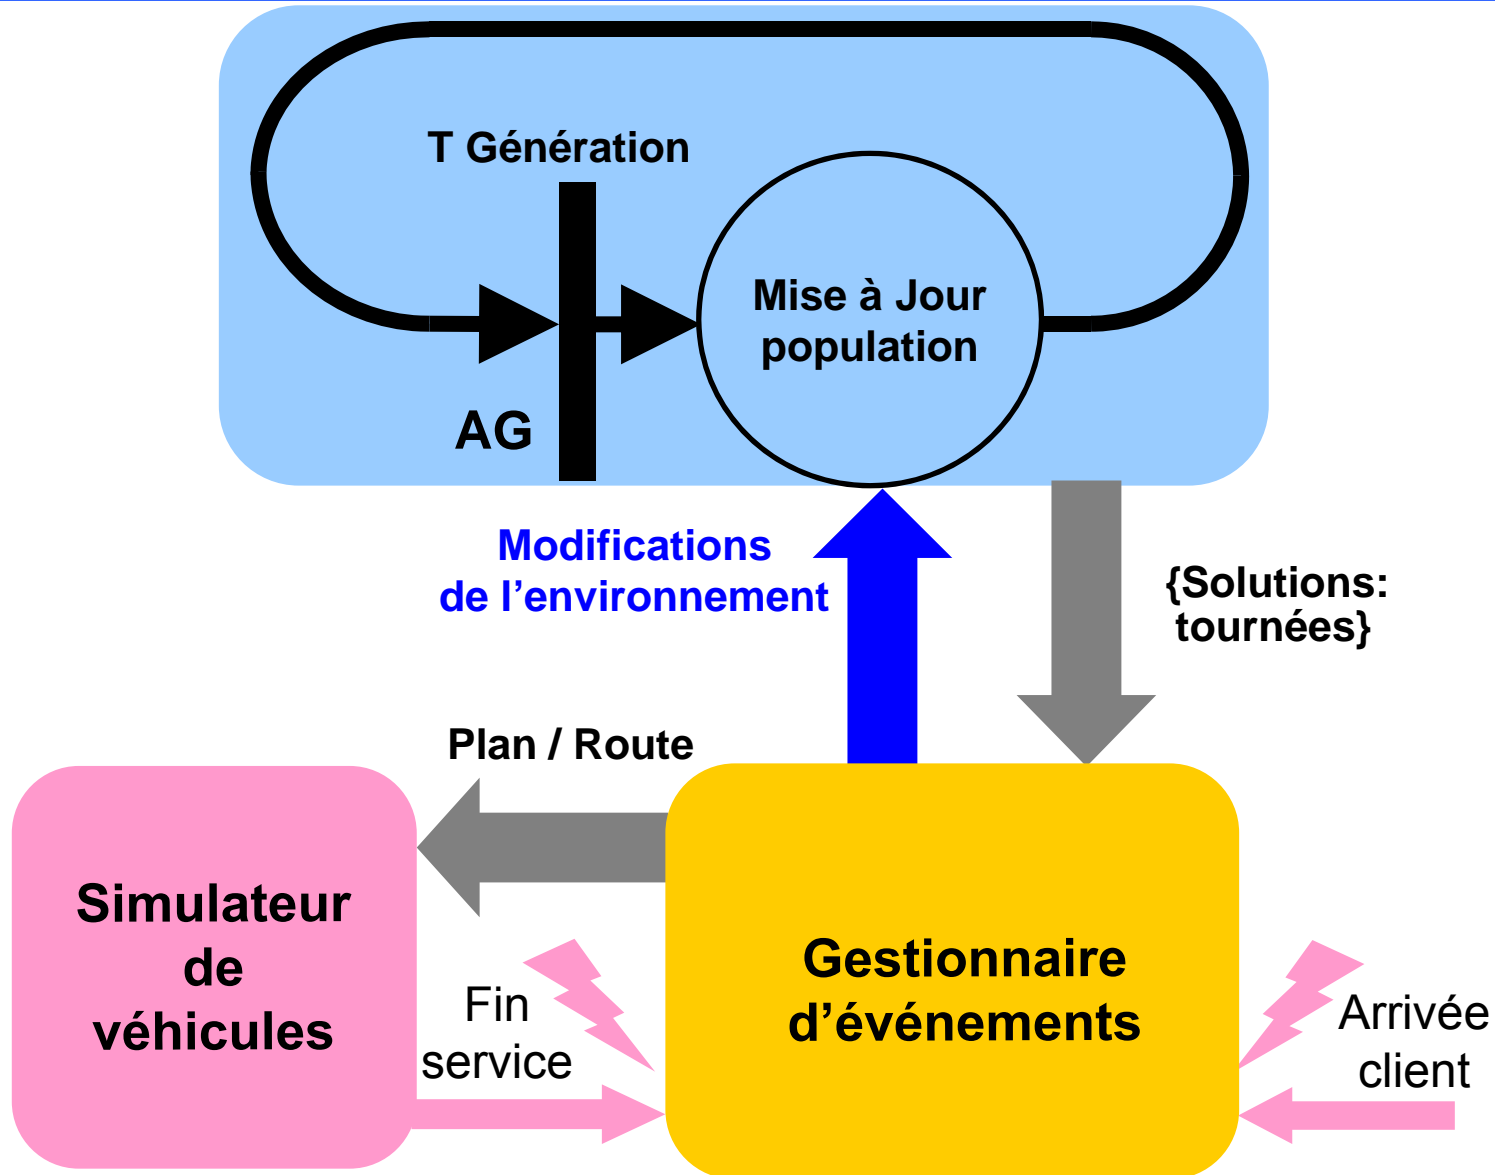 T Génération
Mise à Jour
population
AG
Modifications
de l’environnement
{Solutions:
tournées}
Plan / Route
Simulateur
de
véhicules
Fin
service
Gestionnaire
d’événements
Arrivée
client